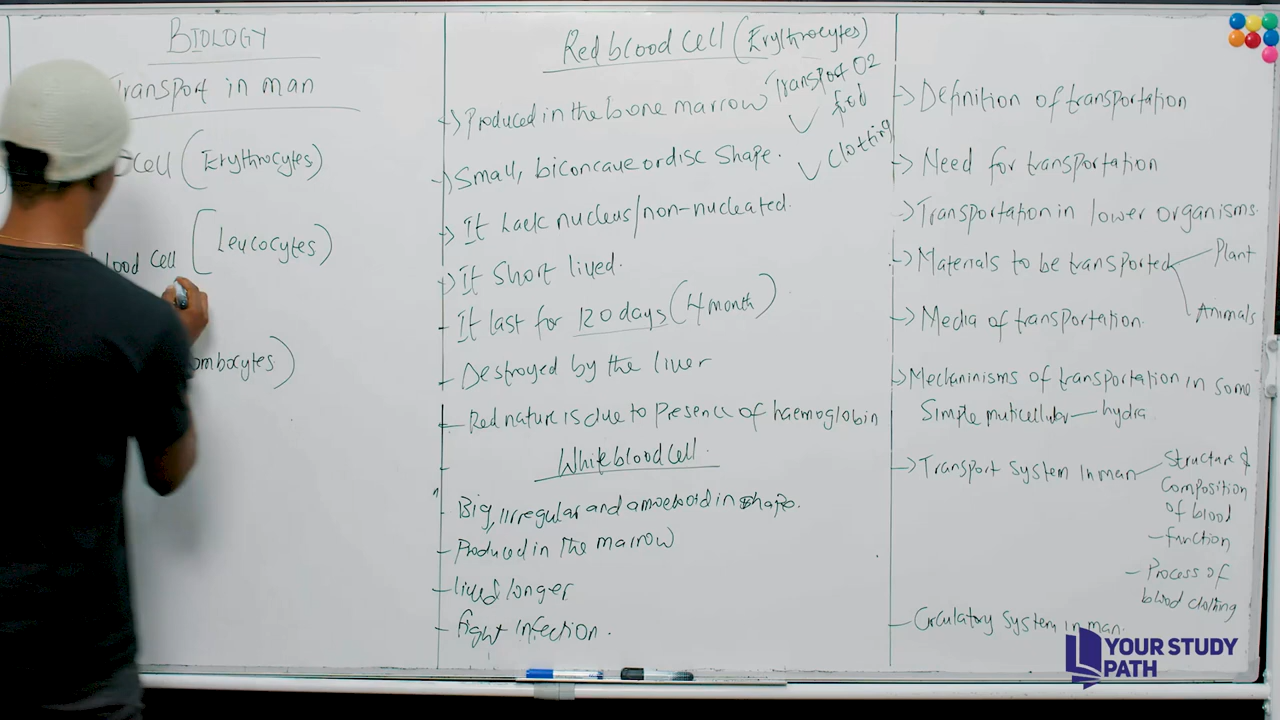 BIOLOGY
Transport in man
cell (Erythrocytes)
blood cell [Leucocytes)
ombocytes)
Red blood cell (Erythrocytes)
-> Produced in the bone marrow
Transport O2
food
Clotting
-> Small, biconcave or disc shape.
-> It Lack nucleus/non-nucleated.
-> It short lived.
- It last for 120 days (4 month)
- Destroyed by the liver
- Red nature is due to presence of haemoglobin
White blood cell.
- Big, irregular and amoeboid in shape.
- Produced in the marrow
- lived longer
- fight infection.
-> Definition of transportation
-> Need for transportation
-> Transportation in lower organisms.
-> Materials to be transported
Plant
Animals
-> Media of transportation.
-> Mechaninisms of transportation in some
Simple muticellular - hydra
-> Transport system in man - Structure &
Composition
of blood
- function
- Process of
blood clotting
- Circulatory system in man.
YOUR STUDY
PATH